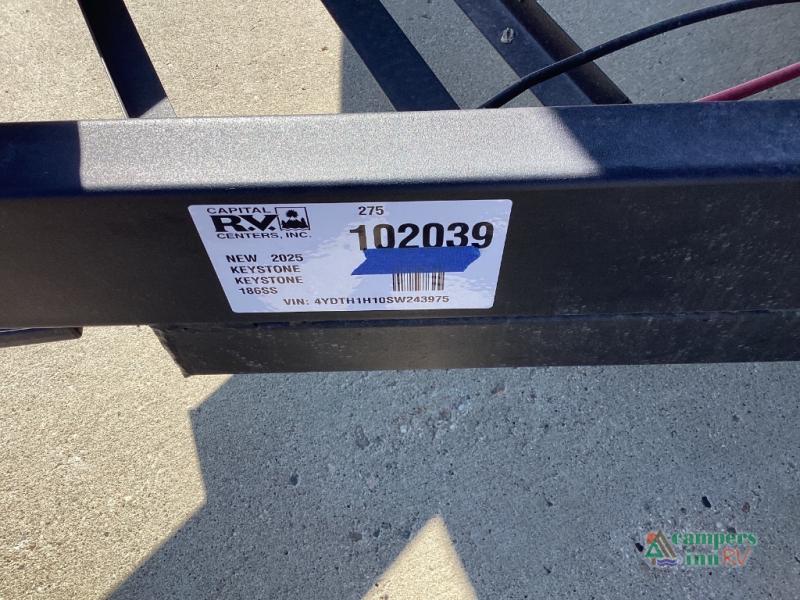 CAPITAL
R.V.
CENTERS, INC.
275
102039
NEW 2025
KEYSTONE
KEYSTONE
186SS
VIN: 4YDTH1H10SW243975
campers
inn RV